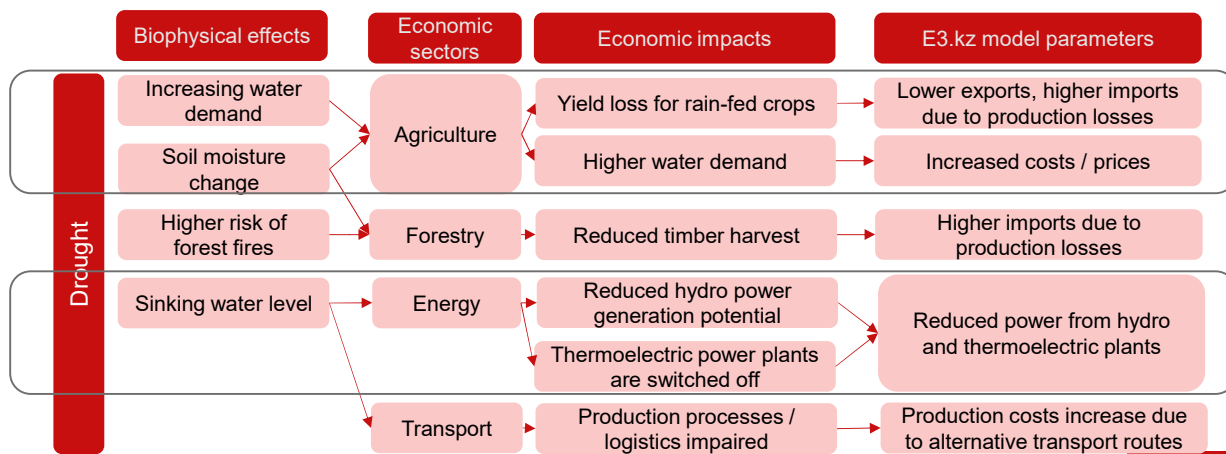 Biophysical effects
Economic
sectors
Economic impacts
E3.kz model parameters
Drought
Increasing water
demand
Agriculture
Yield loss for rain-fed crops
Lower exports, higher imports
due to production losses
Soil moisture
change
Higher water demand
Increased costs / prices
Higher risk of
forest fires
Forestry
Reduced timber harvest
Higher imports due to
production losses
Sinking water level
Energy
Reduced hydro power
generation potential
Reduced power from hydro
and thermoelectric plants
Thermoelectric power plants
are switched off
Transport
Production processes /
logistics impaired
Production costs increase due
to alternative transport routes